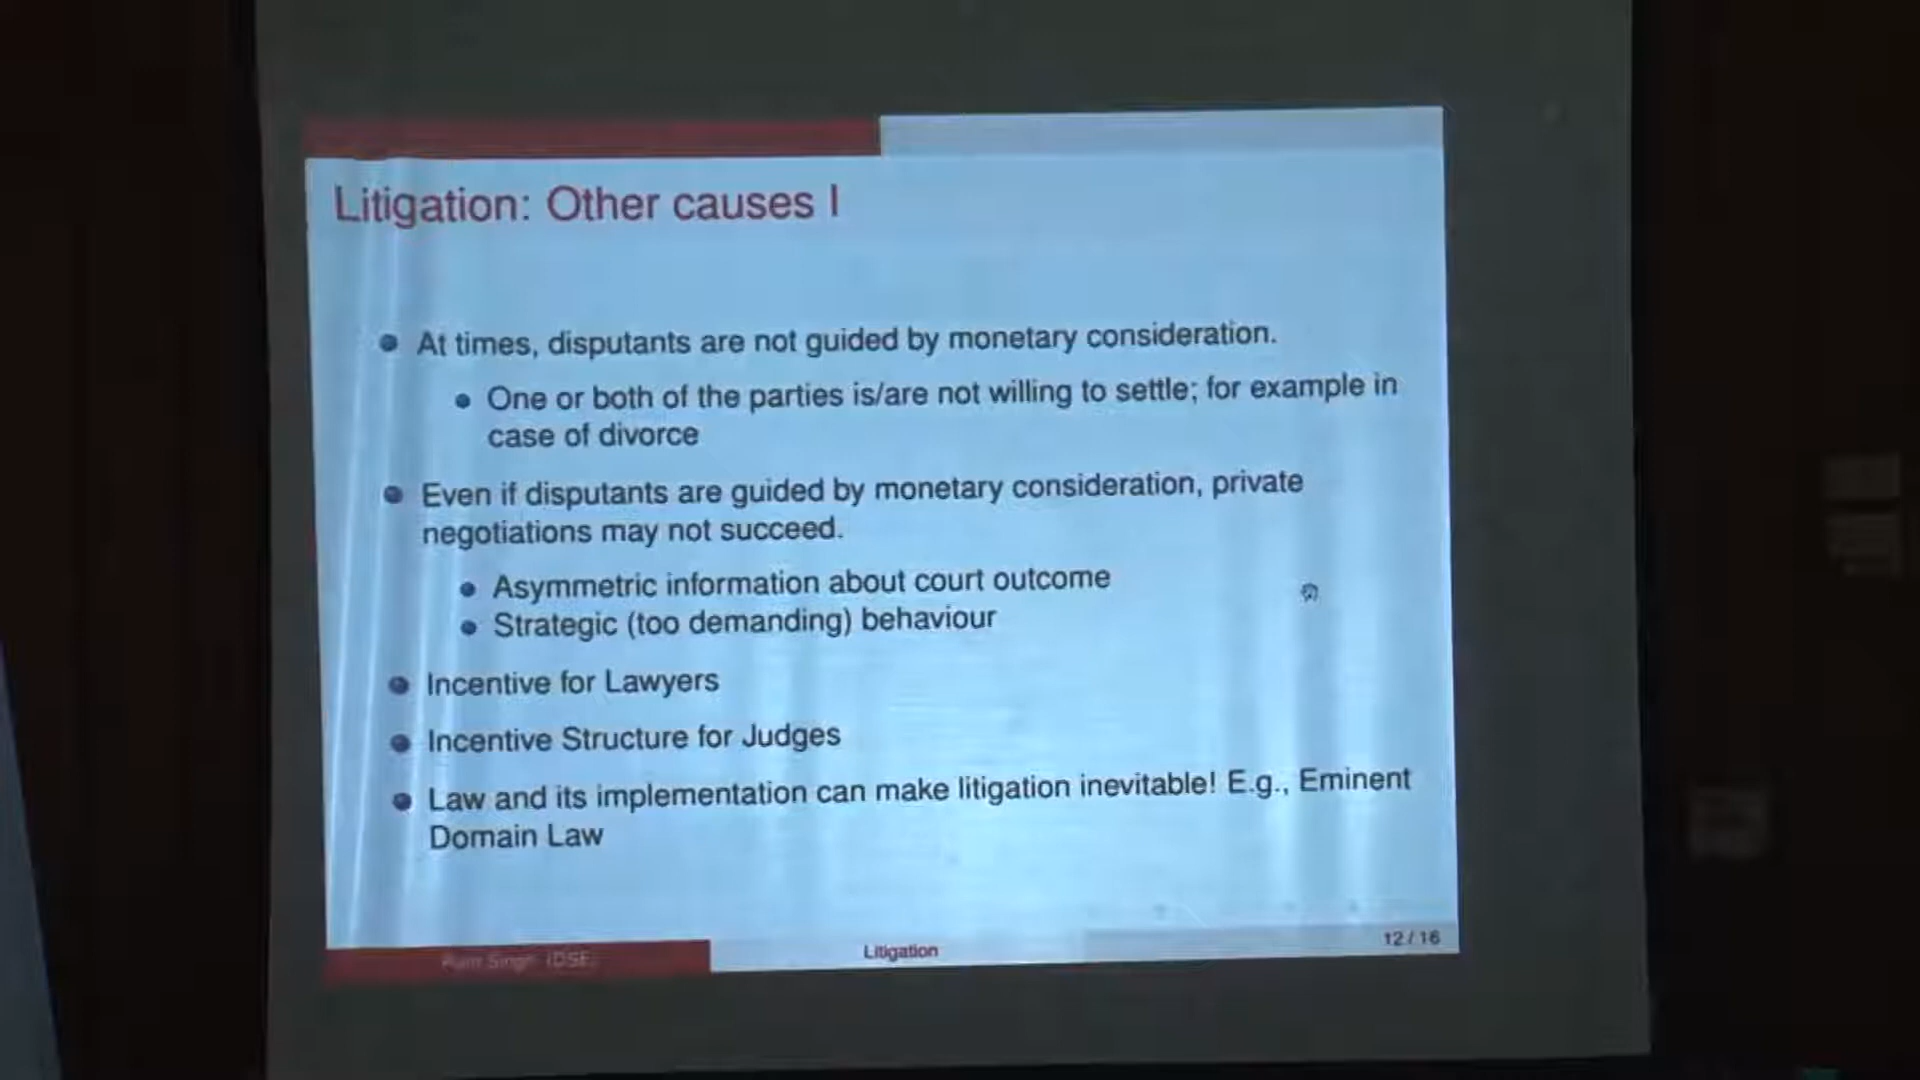 Litigation: Other causes I
At times, disputants are not guided by monetary consideration.
One or both of the parties is/are not willing to settle; for example in
case of divorce
Even if disputants are guided by monetary consideration, private
negotiations may not succeed.
Asymmetric information about court outcome
Strategic (too demanding) behaviour
Incentive for Lawyers
Incentive Structure for Judges
Law and its implementation can make litigation inevitable! E.g., Eminent
Domain Law
Ram Singh (DSE)
Litigation
12 / 16